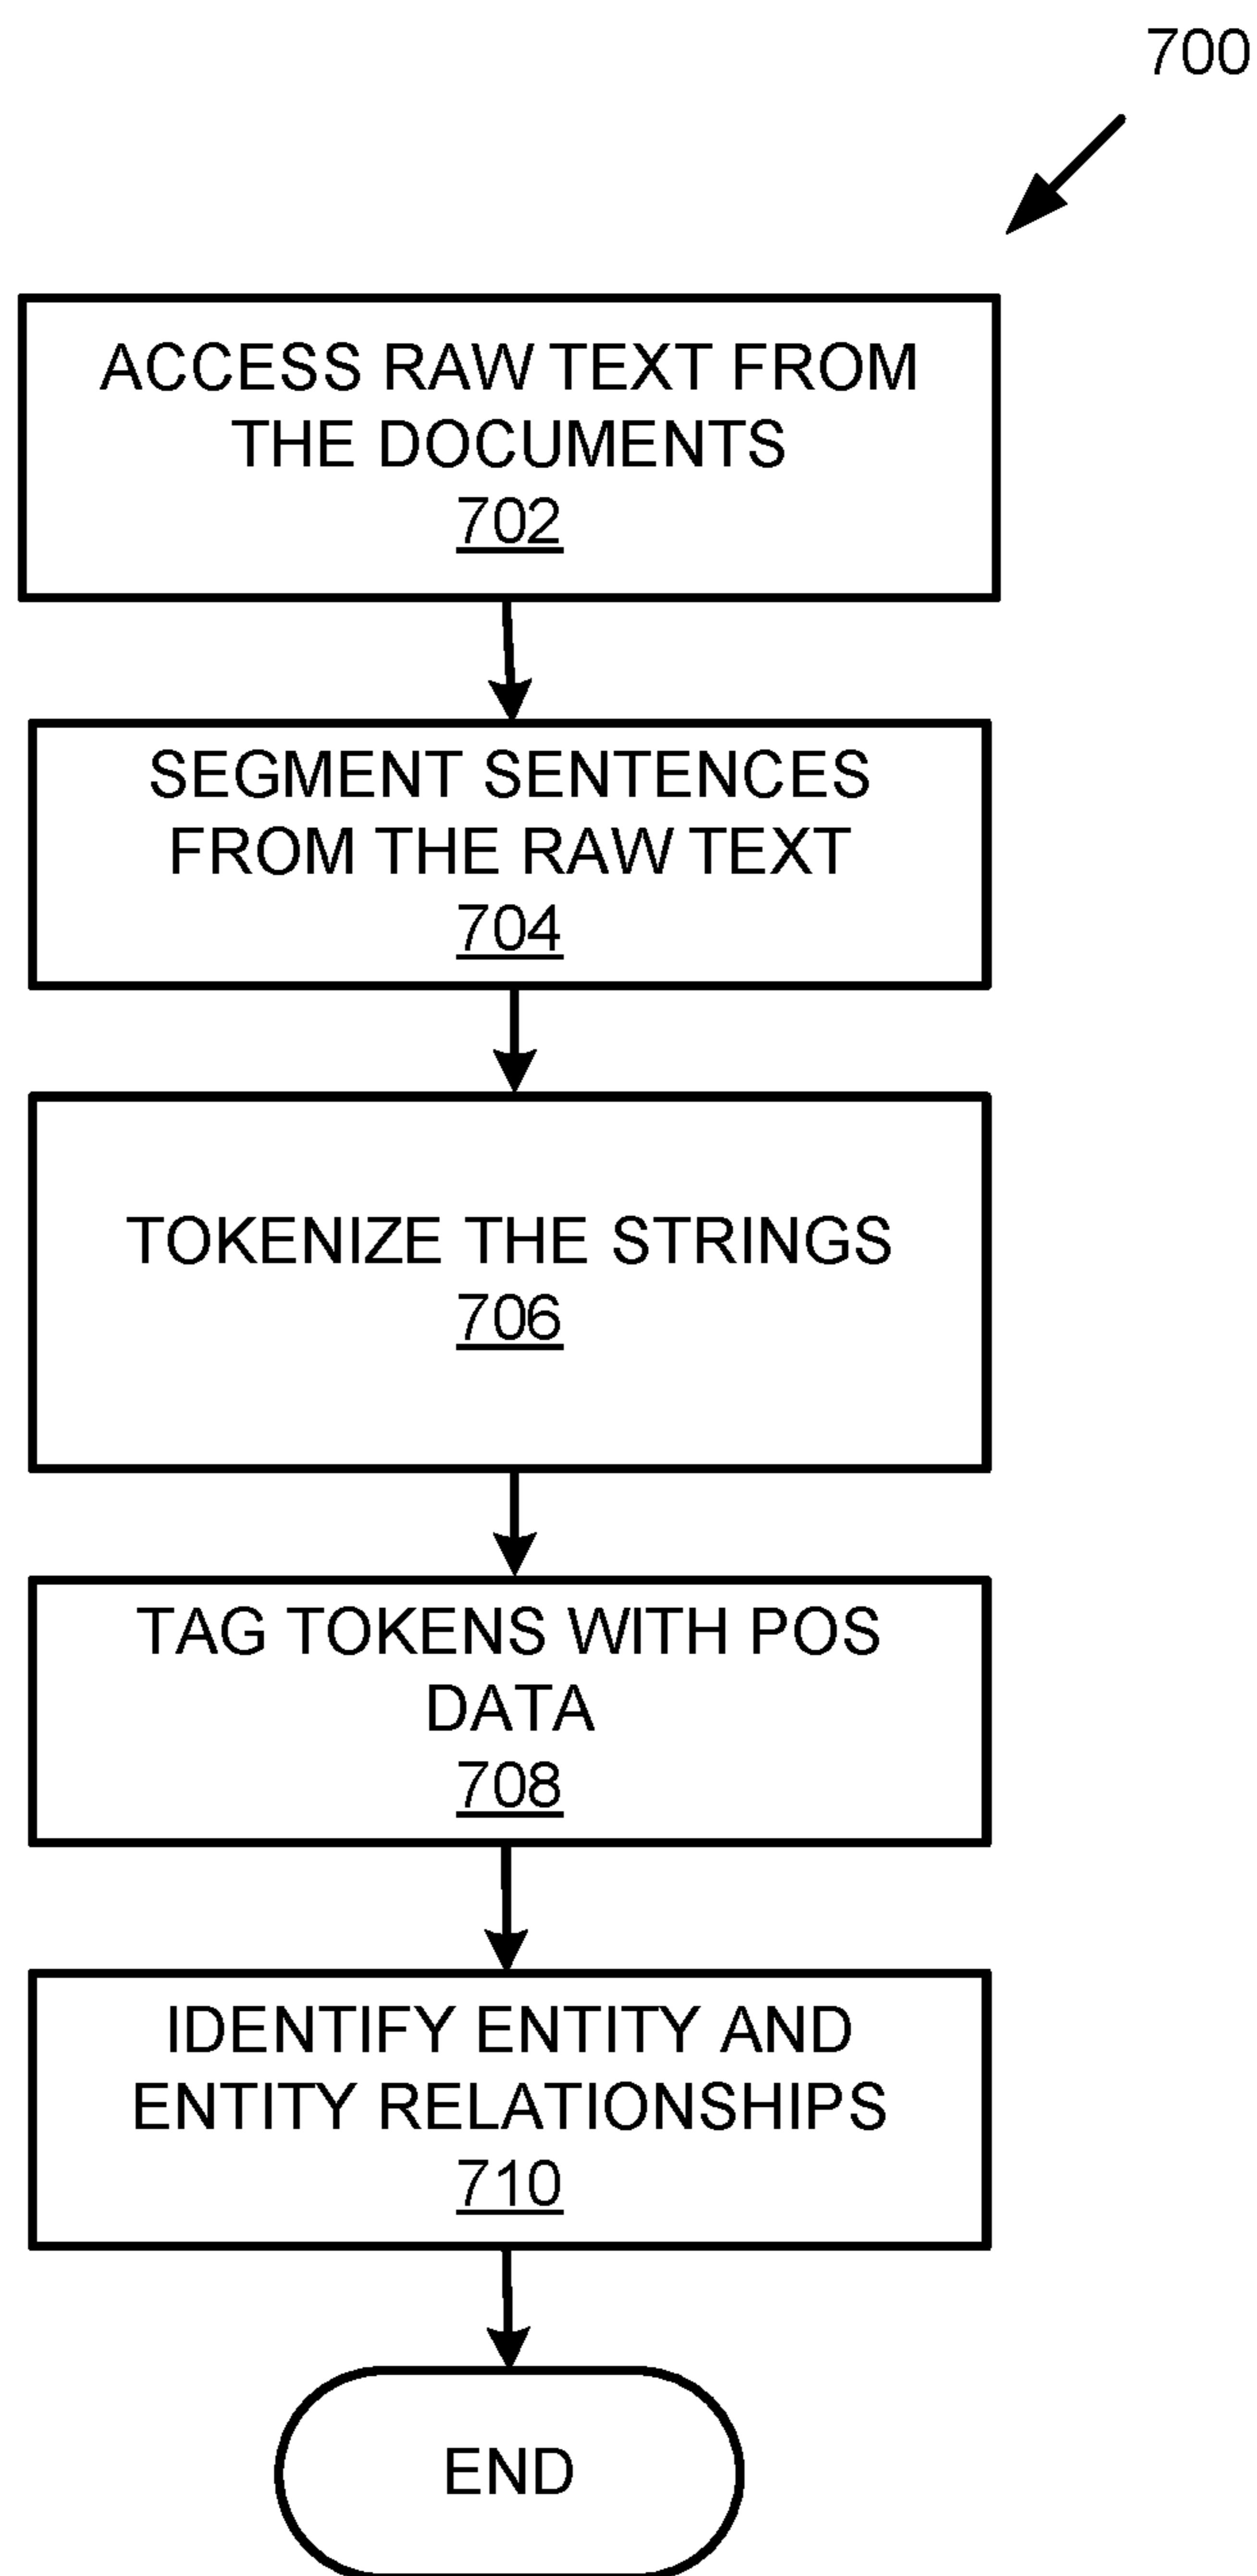 700
ACCESS RAW TEXT FROM
THE DOCUMENTS
702
SEGMENT SENTENCES
FROM THE RAW TEXT
704
TOKENIZE THE STRINGS
706
TAG TOKENS WITH POS
DATA
708
IDENTIFY ENTITY AND
ENTITY RELATIONSHIPS
710
END